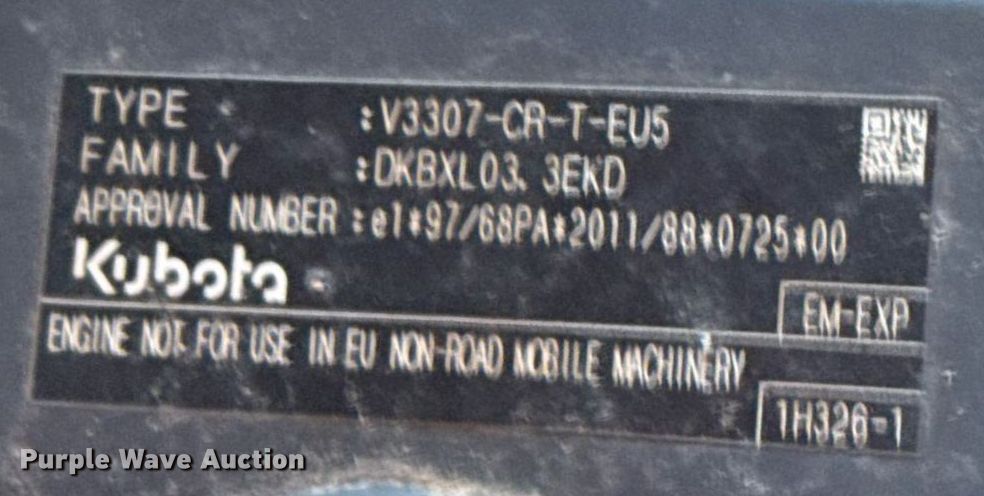 TYPE :V3307-CR-T-EU5
FAMILY :DKBXL03.3EKD
APPROVAL NUMBER :e1*97/68PA*2011/88*0725*00
Kubota
EM-EXP
ENGINE NOT FOR USE IN EU NON-ROAD MOBILE MACHINERY
1H326-1
Purple Wave Auction